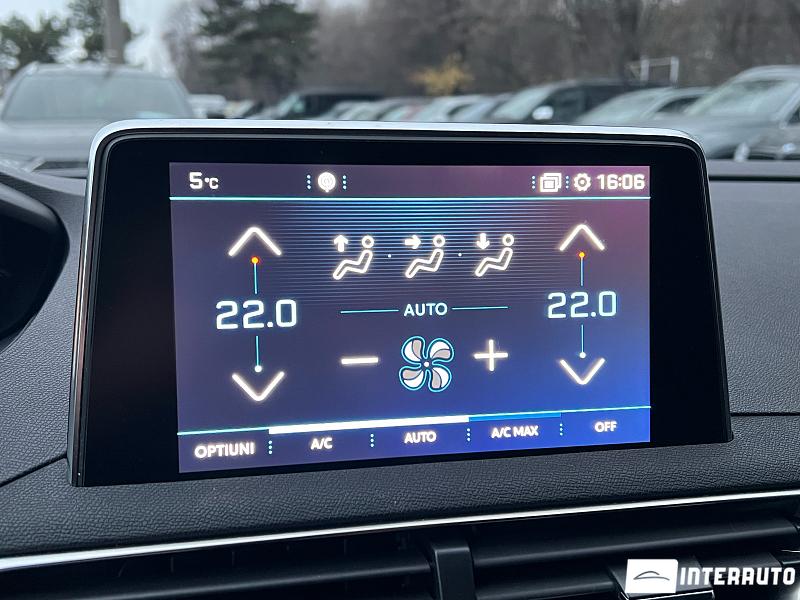 5°C 16:06
22.0 AUTO 22.0
OPTIUNI A/C AUTO A/C MAX OFF
INTERAUTO